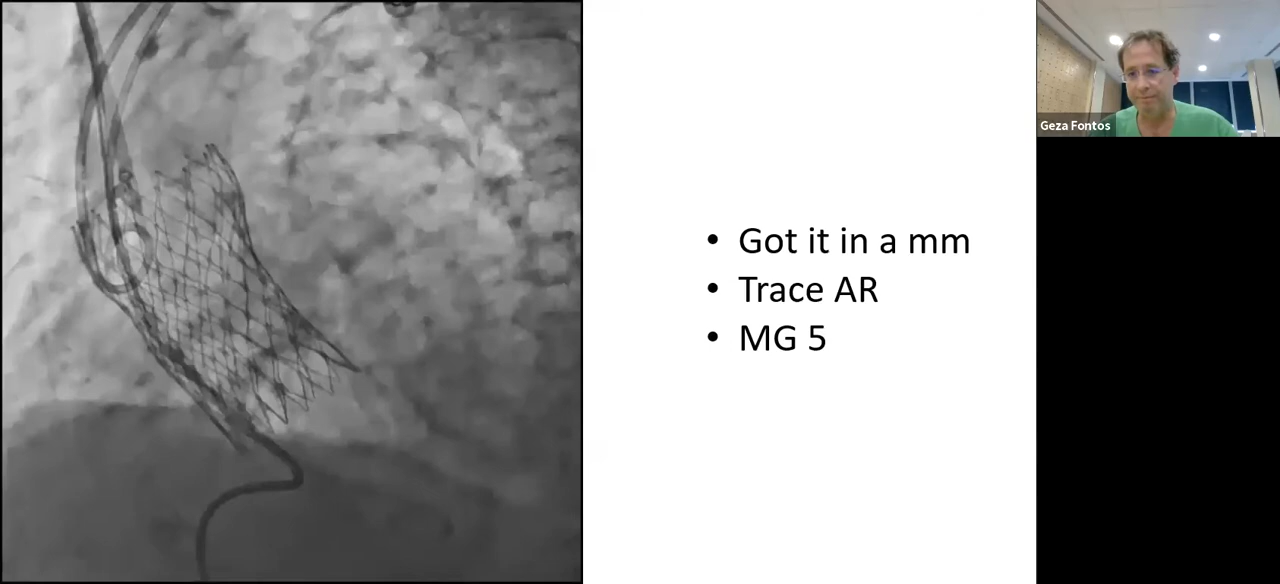 • Got it in a mm
• Trace AR
• MG 5
Geza Fontos